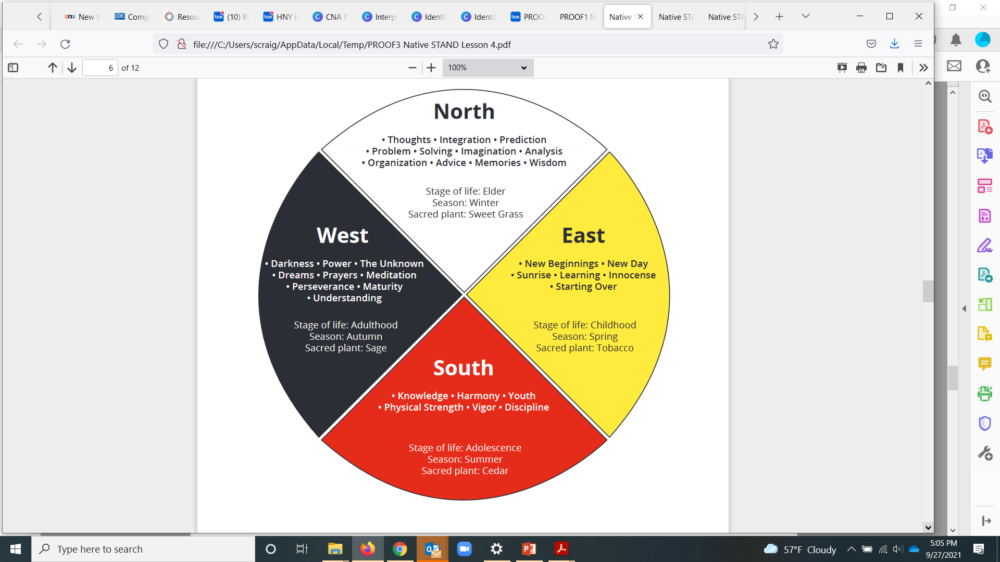 New S
Comp
Resou
(10) R
HNY I
CNA P
Interp
Identif
Identif
PROO
PROOF1 N
Native S
Native STA
Native STA
file:///C:/Users/scraig/AppData/Local/Temp/PROOF3 Native STAND Lesson 4.pdf
6 of 12
100%
North
• Thoughts • Integration • Prediction
• Problem • Solving • Imagination • Analysis
• Organization • Advice • Memories • Wisdom
Stage of life: Elder
Season: Winter
Sacred plant: Sweet Grass
West
• Darkness • Power • The Unknown
• Dreams • Prayers • Meditation
• Perseverance • Maturity
• Understanding
Stage of life: Adulthood
Season: Autumn
Sacred plant: Sage
East
• New Beginnings • New Day
• Sunrise • Learning • Innocense
• Starting Over
Stage of life: Childhood
Season: Spring
Sacred plant: Tobacco
South
• Knowledge • Harmony • Youth
• Physical Strength • Vigor • Discipline
Stage of life: Adolescence
Season: Summer
Sacred plant: Cedar
Type here to search
57°F Cloudy
5:05 PM
9/27/2021